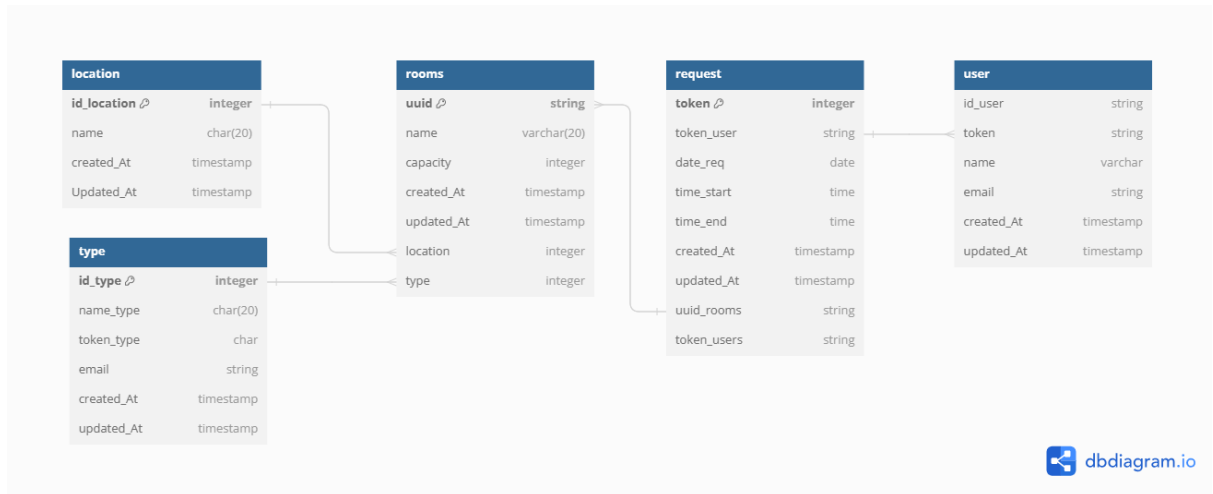 location
id_location integer
name char(20)
created_At timestamp
Updated_At timestamp
type
id_type integer
name_type char(20)
token_type char
email string
created_At timestamp
updated_At timestamp
rooms
uuid string
name varchar(20)
capacity integer
created_At timestamp
updated_At timestamp
location integer
type integer
request
token integer
token_user string
date_req date
time_start time
time_end time
created_At timestamp
updated_At timestamp
uuid_rooms string
token_users string
user
id_user string
token string
name varchar
email string
created_At timestamp
updated_At timestamp
dbdiagram.io